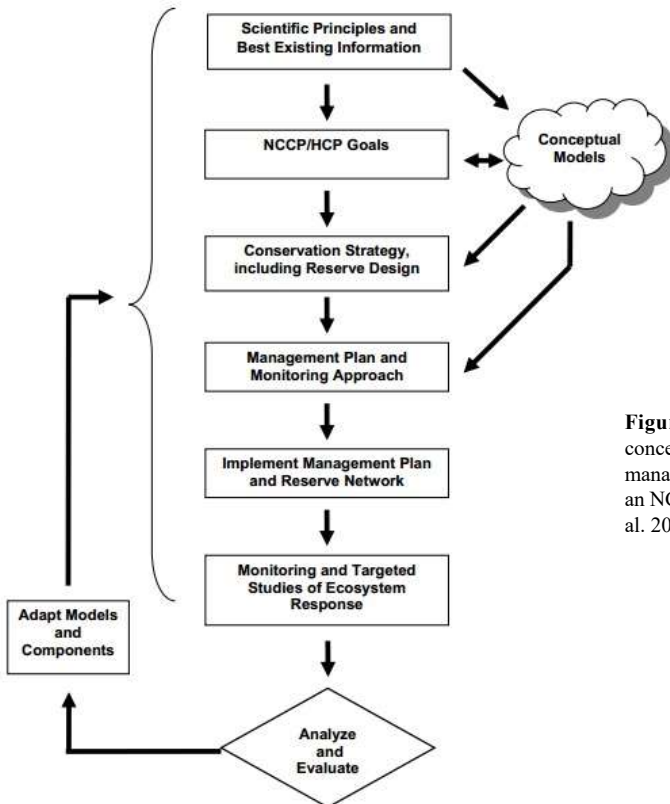 Scientific Principles and
Best Existing Information
NCCP/HCP Goals
Conceptual
Models
Conservation Strategy,
including Reserve Design
Management Plan and
Monitoring Approach
Implement Management Plan
and Reserve Network
Monitoring and Targeted
Studies of Ecosystem
Response
Adapt Models
and
Components
Analyze
and
Evaluate
conce
mana
an NC
al. 20